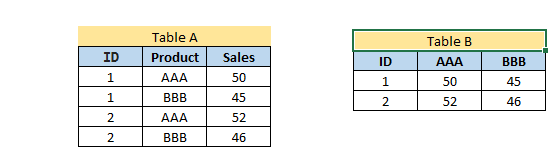 Table A
ID Product Sales
1 AAA 50
1 BBB 45
2 AAA 52
2 BBB 46
Table B
ID AAA BBB
1 50 45
2 52 46